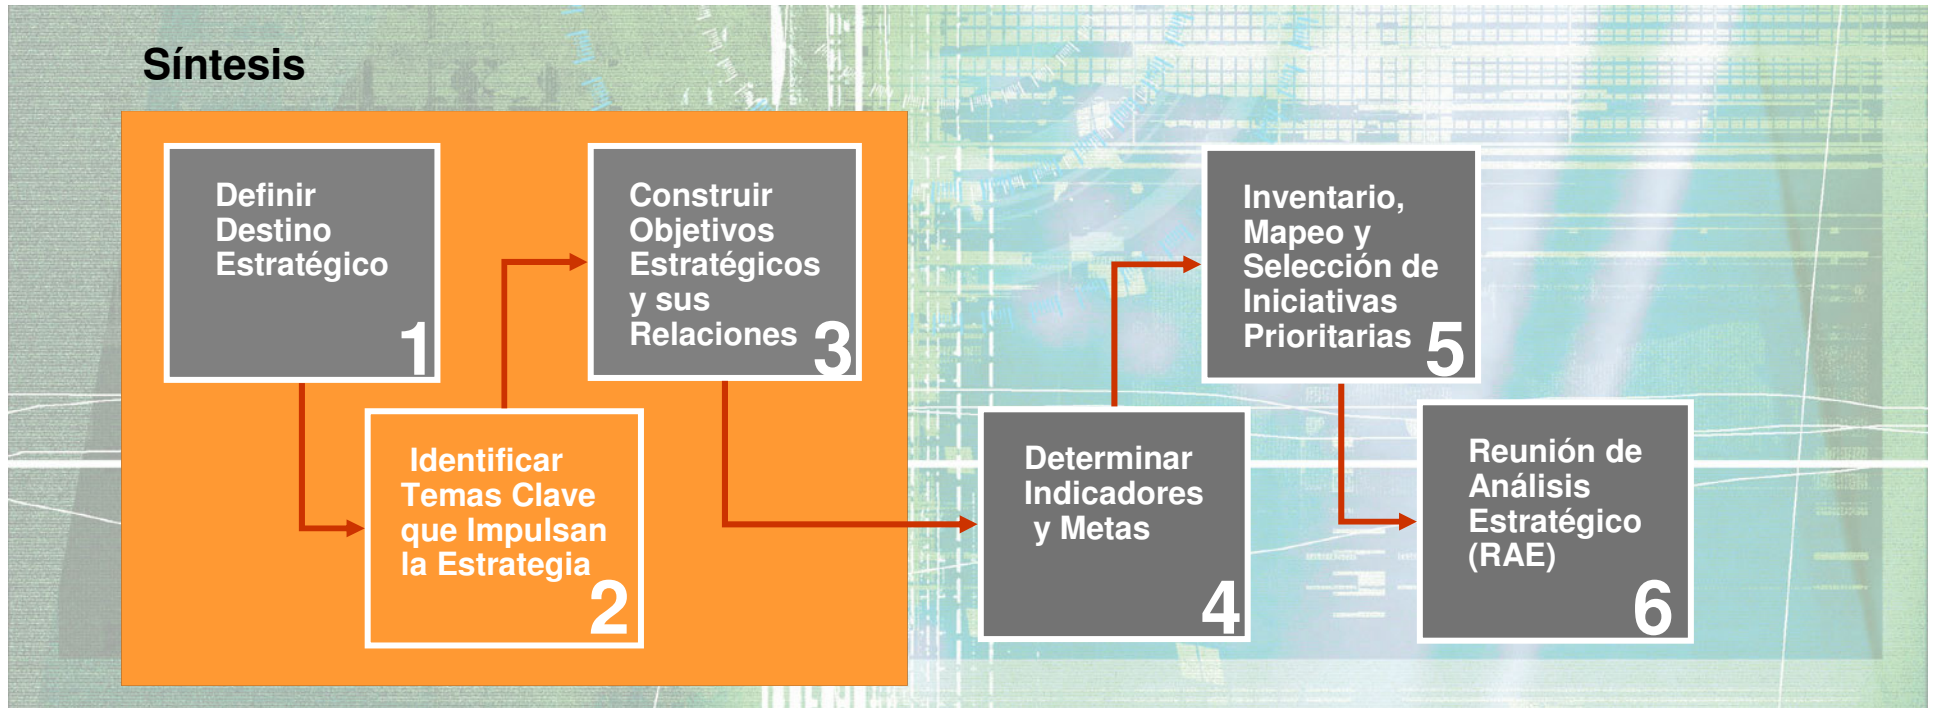 Síntesis
Definir
Destino
Estratégico
1
Identificar
Temas Clave
que Impulsan
la Estrategia
2
Construir
Objetivos
Estratégicos
y sus
Relaciones
3
Determinar
Indicadores
y Metas
4
Inventario,
Mapeo y
Selección de
Iniciativas
Prioritarias
5
Reunión de
Análisis
Estratégico
(RAE)
6